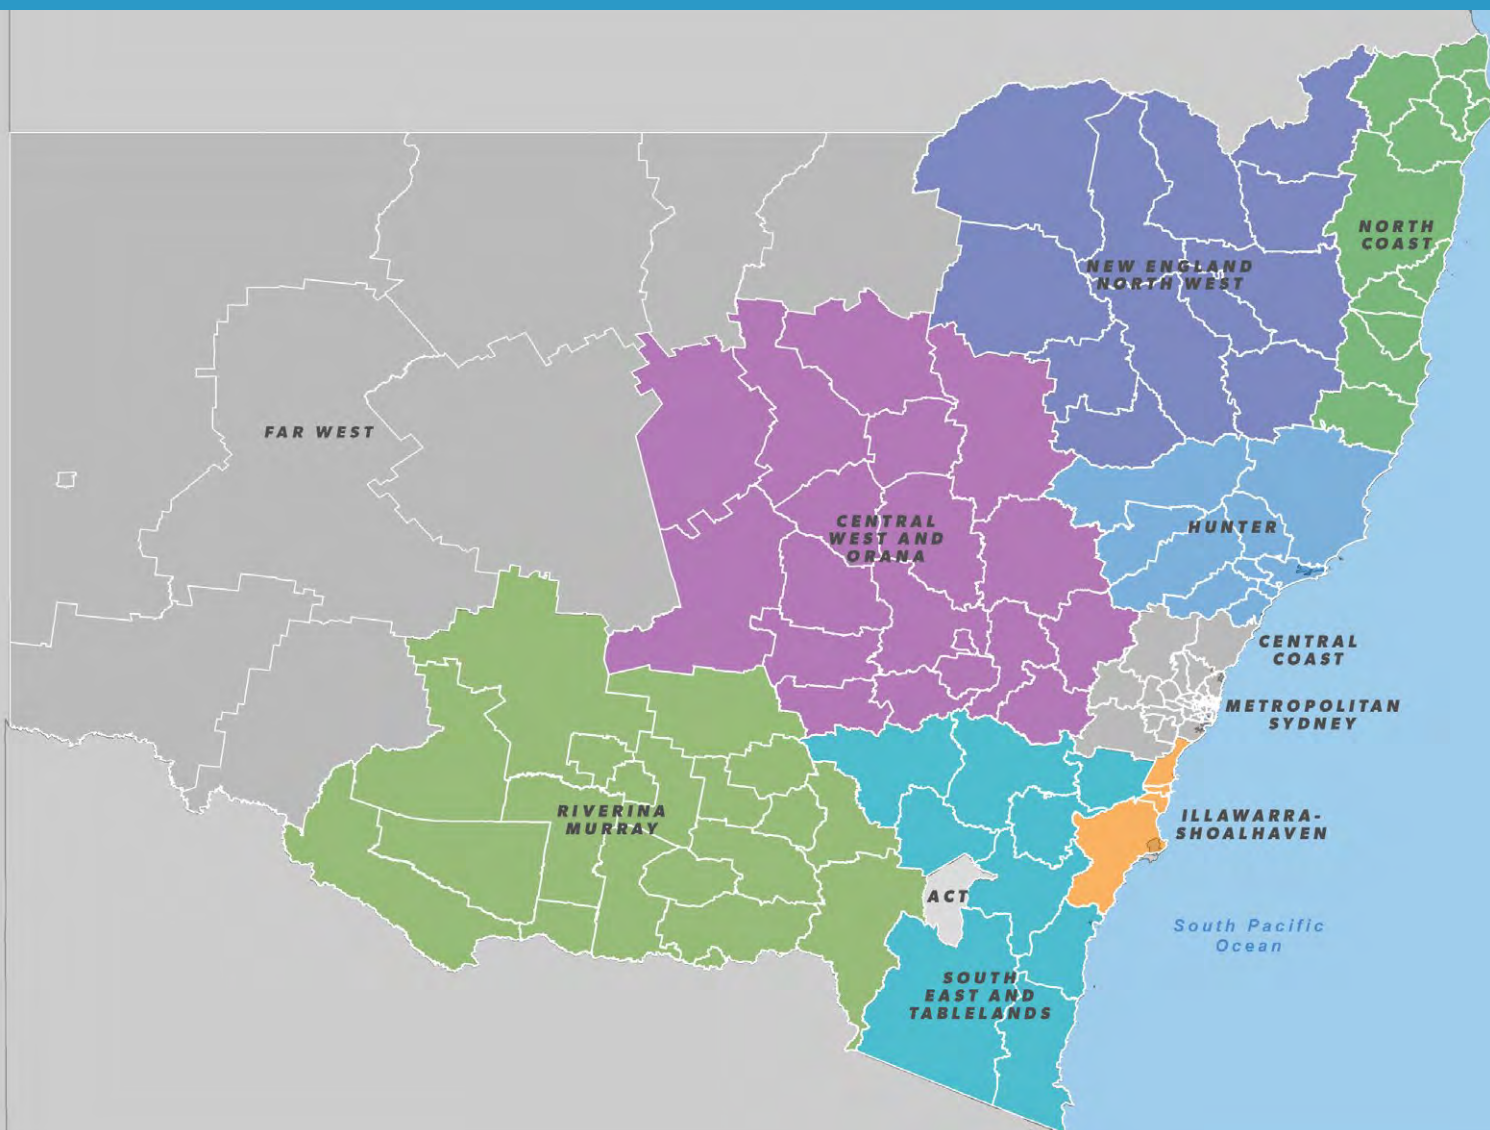 NORTH
COAST
NEW ENGLAND
NORTH WEST
FAR WEST
CENTRAL
WEST AND
ORANA
HUNTER
CENTRAL
COAST
METROPOLITAN
SYDNEY
RIVERINA
MURRAY
ILLAWARRA-
SHOALHAVEN
ACT
South Pacific
Ocean
SOUTH
EAST AND
TABLELANDS